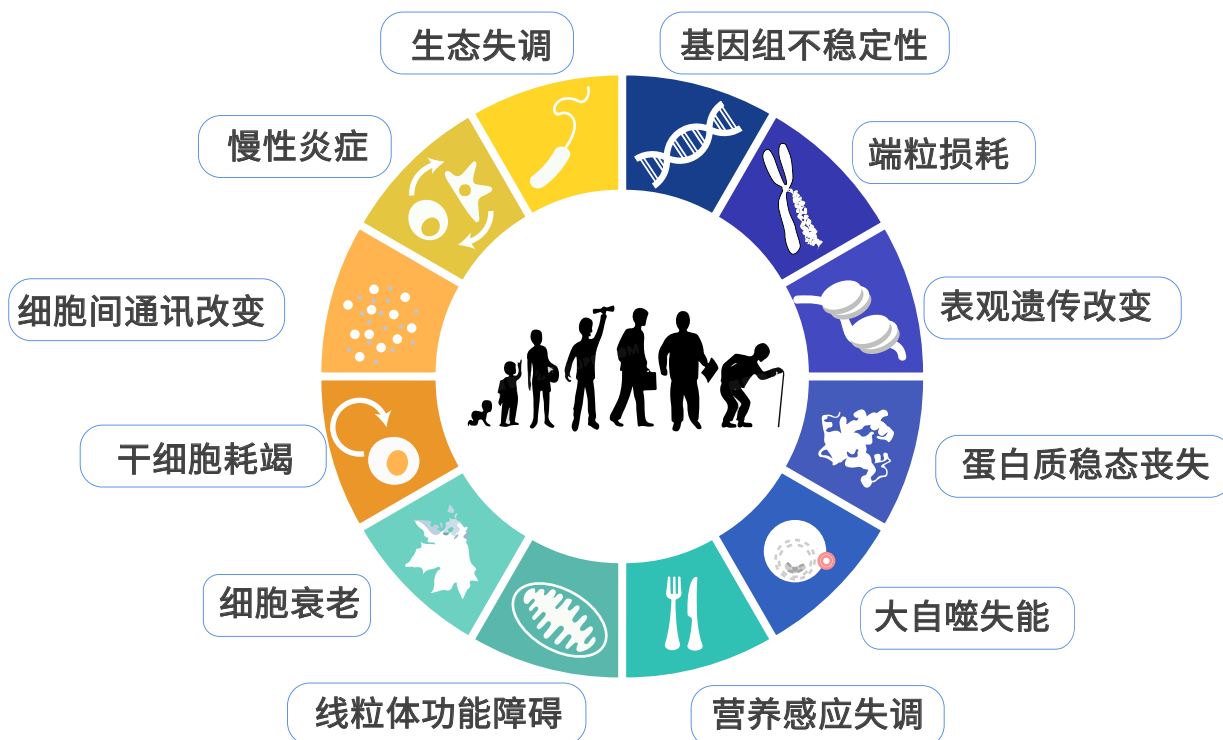 生态失调
基因组不稳定性
慢性炎症
端粒损耗
细胞间通讯改变
表观遗传改变
干细胞耗竭
蛋白质稳态丧失
细胞衰老
大自噬失能
线粒体功能障碍
营养感应失调